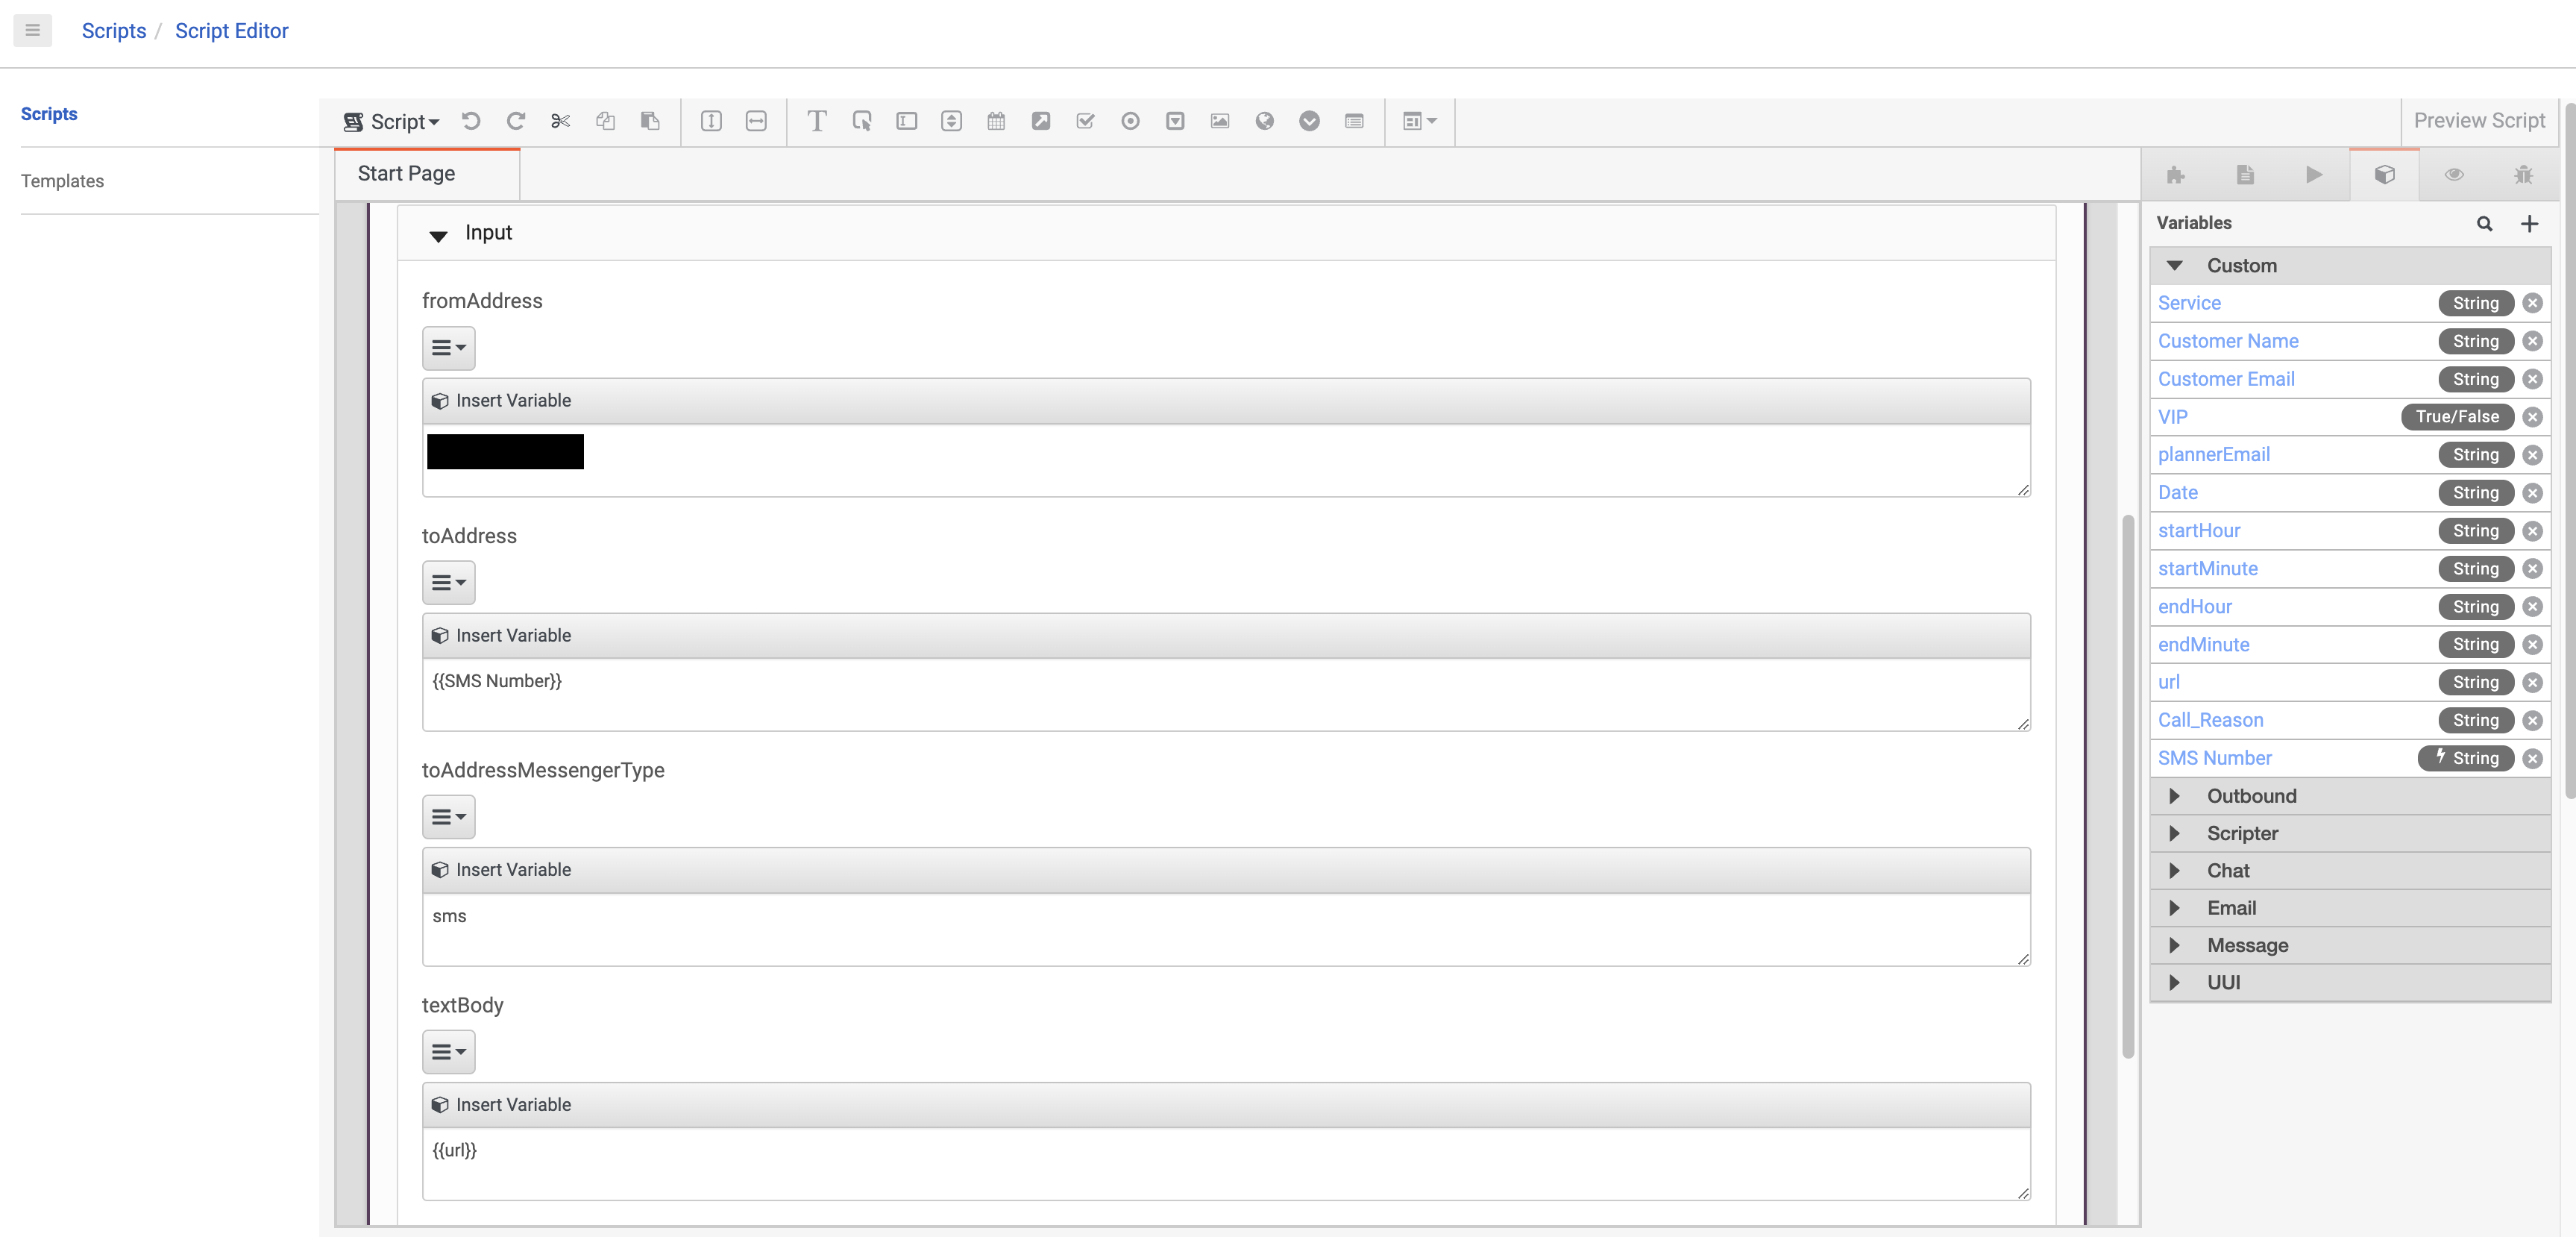 Scripts / Script Editor
Scripts
Templates
Script
Preview Script
Start Page
Input
fromAddress
Insert Variable
toAddress
Insert Variable
{{SMS Number}}
toAddressMessengerType
Insert Variable
sms
textBody
Insert Variable
{{url}}
Variables
Custom
Service String
Customer Name String
Customer Email String
VIP True/False
plannerEmail String
Date String
startHour String
startMinute String
endHour String
endMinute String
url String
Call_Reason String
SMS Number String
Outbound
Scripter
Chat
Email
Message
UUI